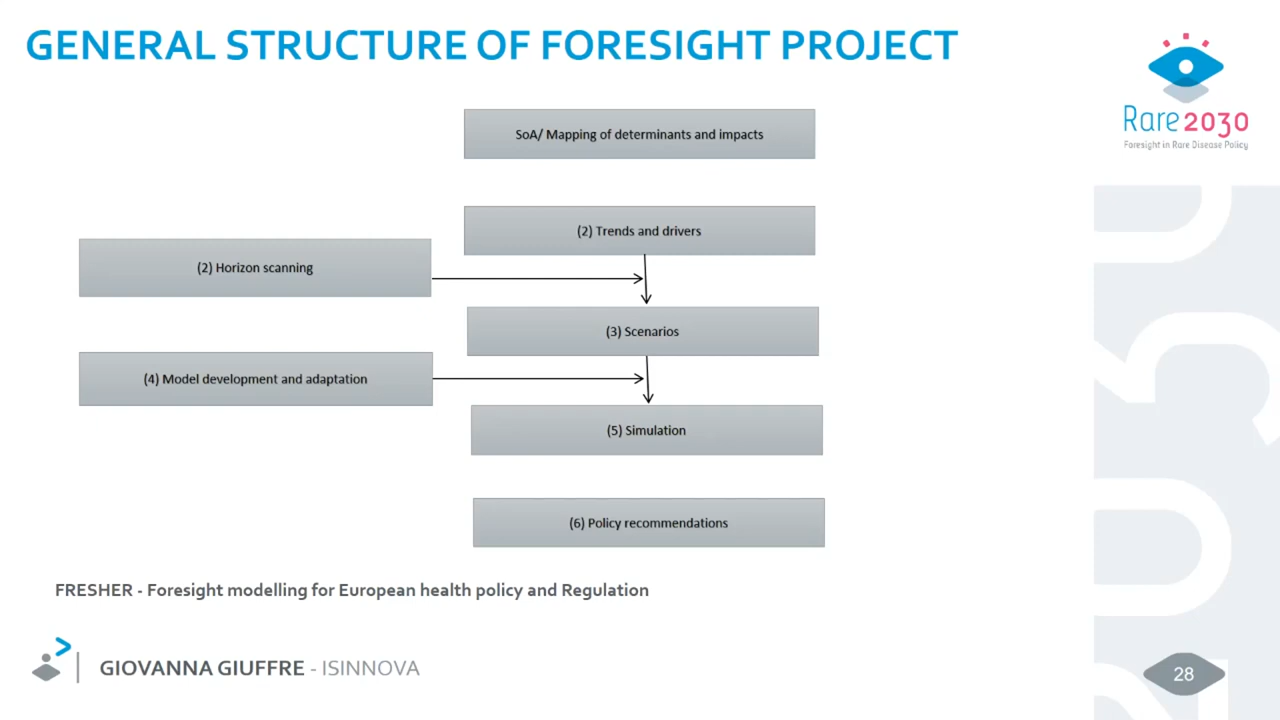 GENERAL STRUCTURE OF FORESIGHT PROJECT
Rare2030
Foresight in Rare Disease Policy
SoA/ Mapping of determinants and impacts
(2) Trends and drivers
(2) Horizon scanning
(3) Scenarios
(4) Model development and adaptation
(5) Simulation
(6) Policy recommendations
FRESHER - Foresight modelling for European health policy and Regulation
GIOVANNA GIUFFRE - ISINNOVA
28